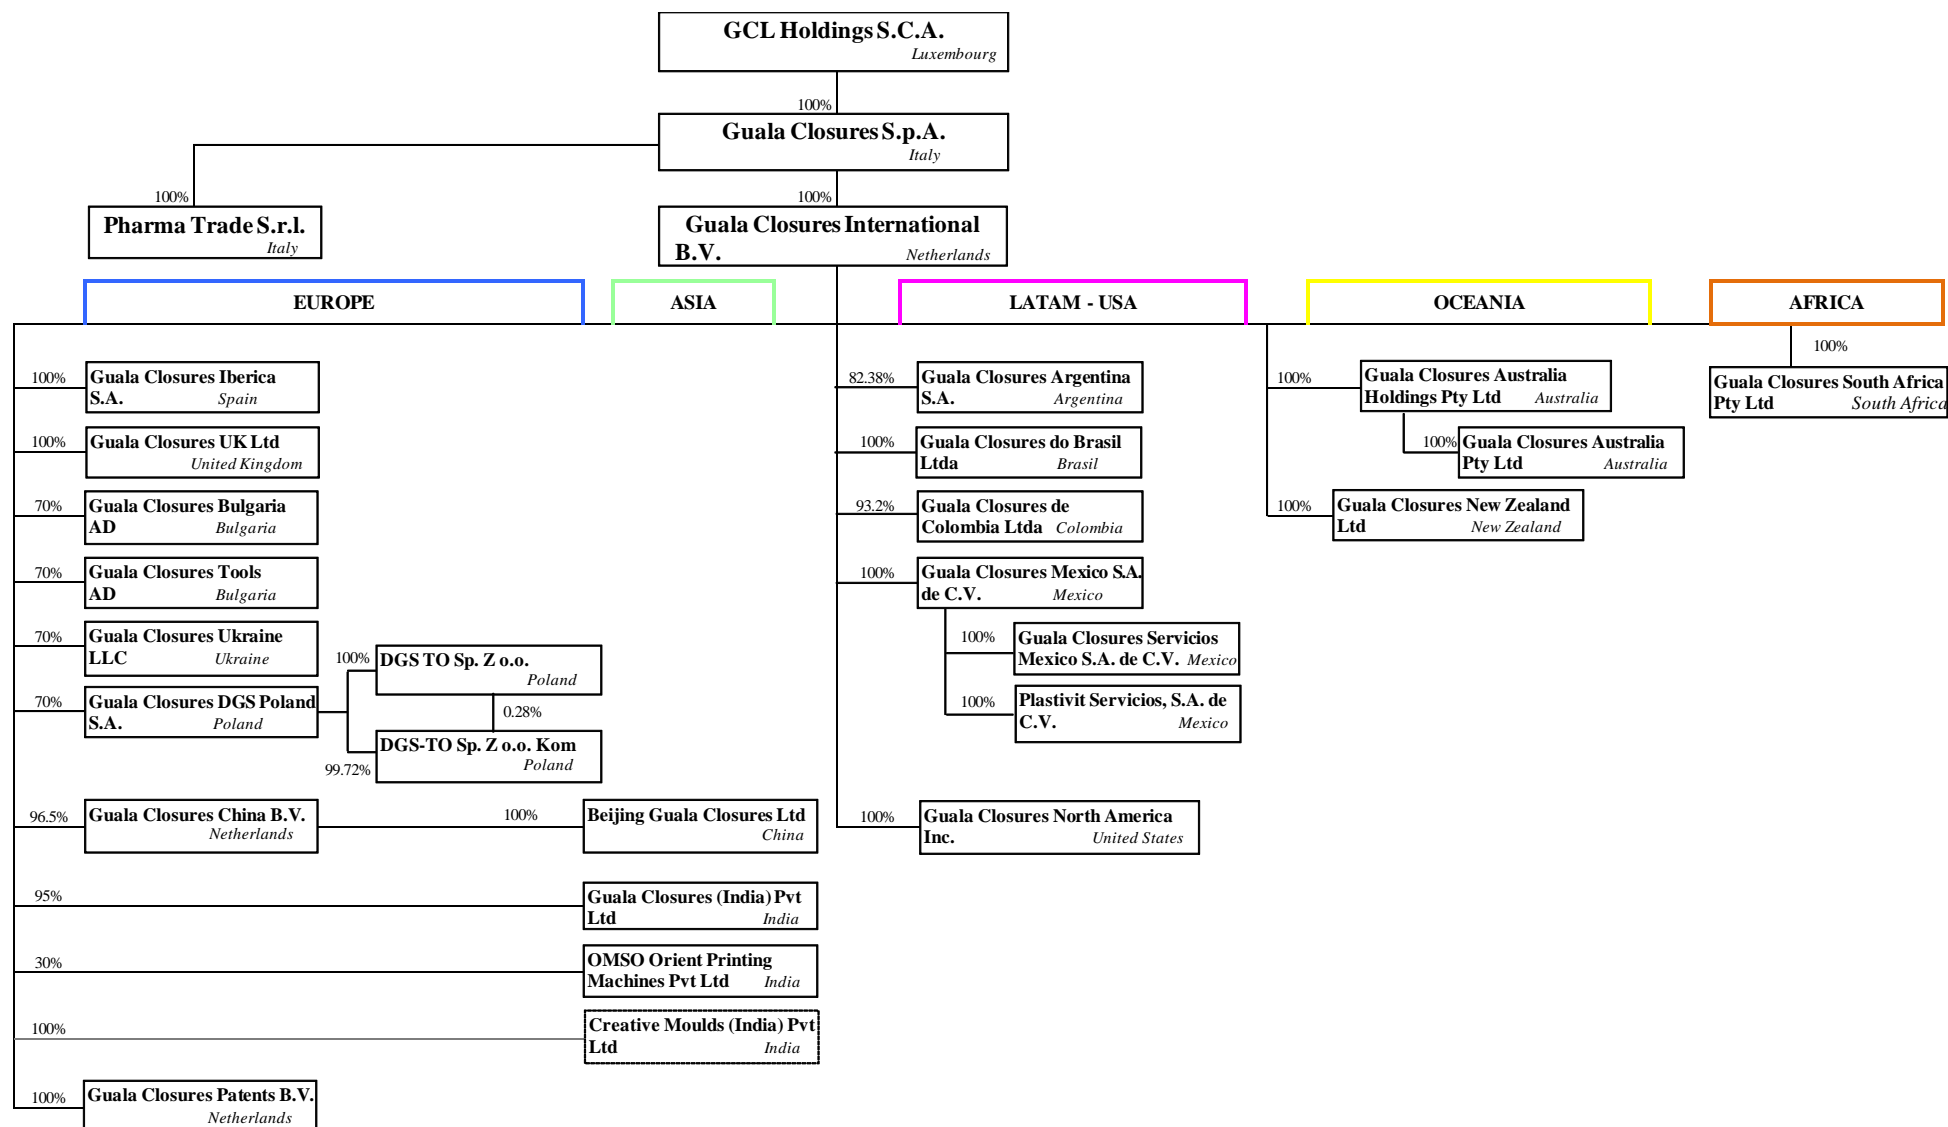 GCL Holdings S.C.A.
Luxembourg
100%
Guala Closures S.p.A.
Italy
100%
100%
Pharma Trade S.r.l.
Italy
Guala Closures International
B.V. Netherlands
EUROPE
ASIA
LATAM - USA
OCEANIA
AFRICA
100%
Guala Closures Iberica
S.A. Spain
100%
Guala Closures UK Ltd
United Kingdom
70%
Guala Closures Bulgaria
AD Bulgaria
70%
Guala Closures Tools
AD Bulgaria
70%
Guala Closures Ukraine
LLC Ukraine
70%
Guala Closures DGS Poland
S.A. Poland
100%
DGS TO Sp. Z o.o.
Poland
0.28%
99.72%
DGS-TO Sp. Z o.o. Kom
Poland
96.5%
Guala Closures China B.V.
Netherlands
100%
Beijing Guala Closures Ltd
China
95%
Guala Closures (India) Pvt
Ltd India
30%
OMSO Orient Printing
Machines Pvt Ltd India
100%
Creative Moulds (India) Pvt
Ltd India
100%
Guala Closures Patents B.V.
Netherlands
82.38%
Guala Closures Argentina
S.A. Argentina
100%
Guala Closures do Brasil
Ltda Brasil
93.2%
Guala Closures de
Colombia Ltda Colombia
100%
Guala Closures Mexico S.A.
de C.V. Mexico
100%
Guala Closures Servicios
Mexico S.A. de C.V. Mexico
100%
Plastivit Servicios, S.A. de
C.V. Mexico
100%
Guala Closures North America
Inc. United States
100%
Guala Closures Australia
Holdings Pty Ltd Australia
100%
Guala Closures Australia
Pty Ltd Australia
100%
Guala Closures New Zealand
Ltd New Zealand
100%
Guala Closures South Africa
Pty Ltd South Africa